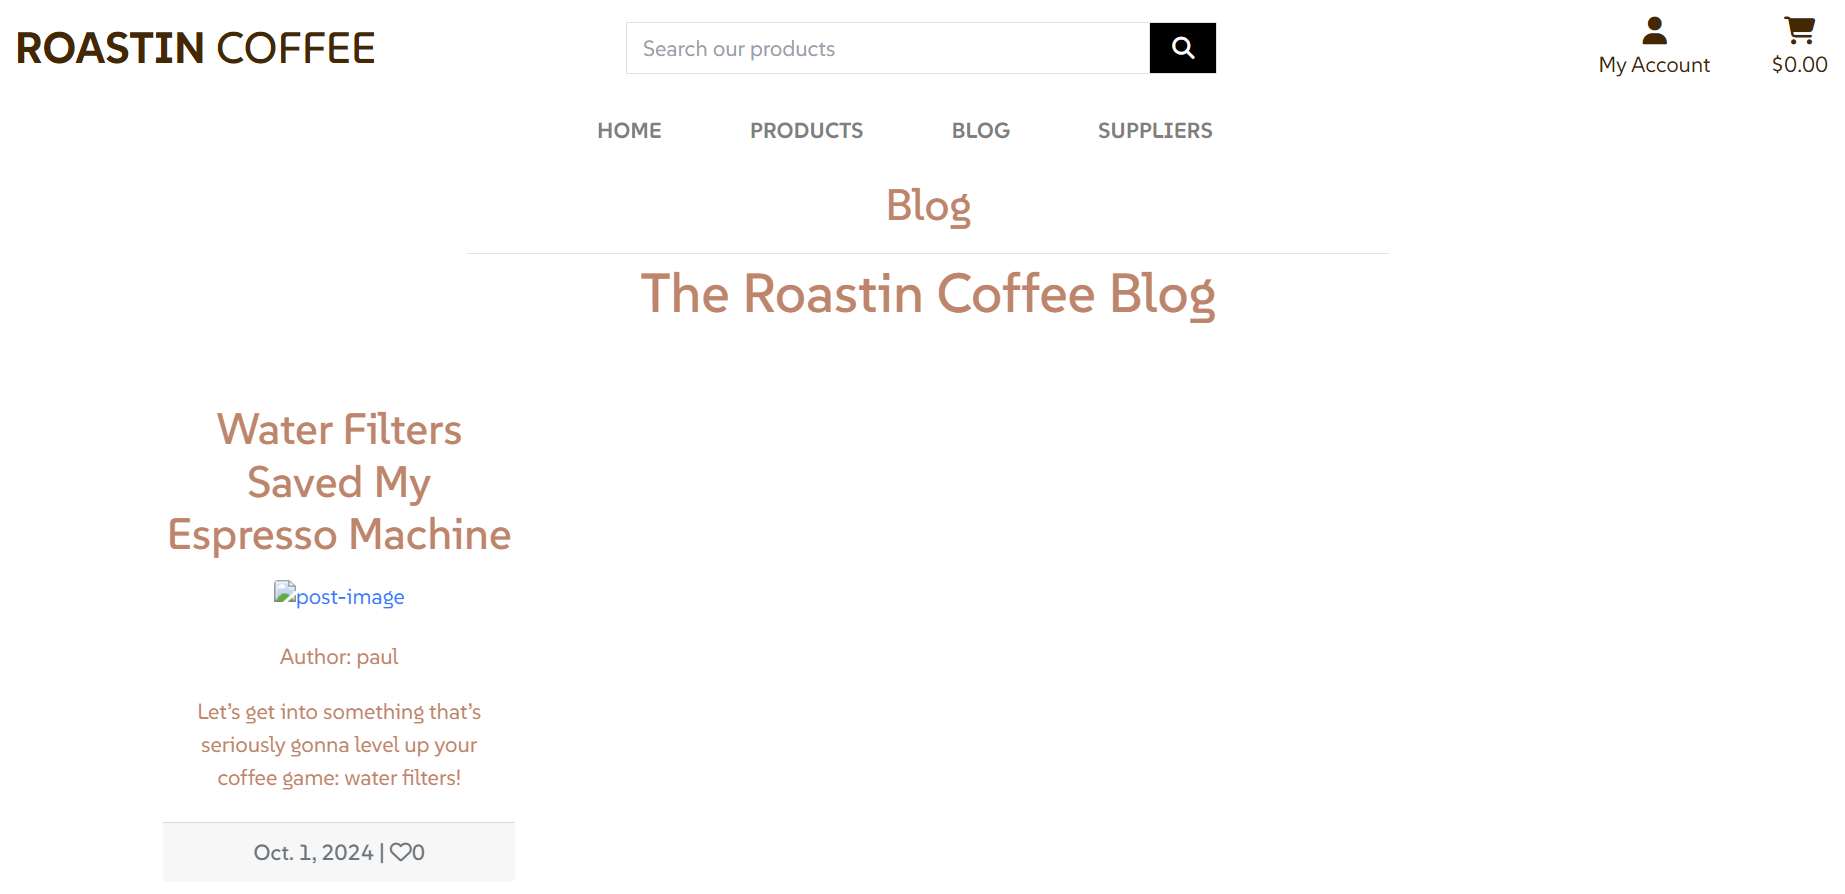 ROASTIN COFFEE
Search our products
My Account
$0.00
HOME PRODUCTS BLOG SUPPLIERS
Blog
The Roastin Coffee Blog
Water Filters
Saved My
Espresso Machine
post-image
Author: paul
Let’s get into something that’s
seriously gonna level up your
coffee game: water filters!
Oct. 1, 2024 | 0